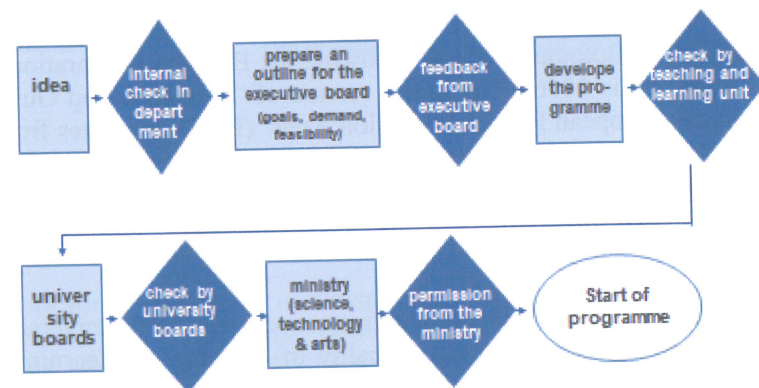 idea
internal
check in
depart
ment
prepare an
outline for the
executive board
(goals, demand,
feasibility)
feedback
from
executive
board
develope
the pro-
gramme
check by
teaching and
learning unit
univer
sity
boards
check by
university
boards
ministry
(science,
technology
& arts)
permission
from the
ministry
Start of
programme